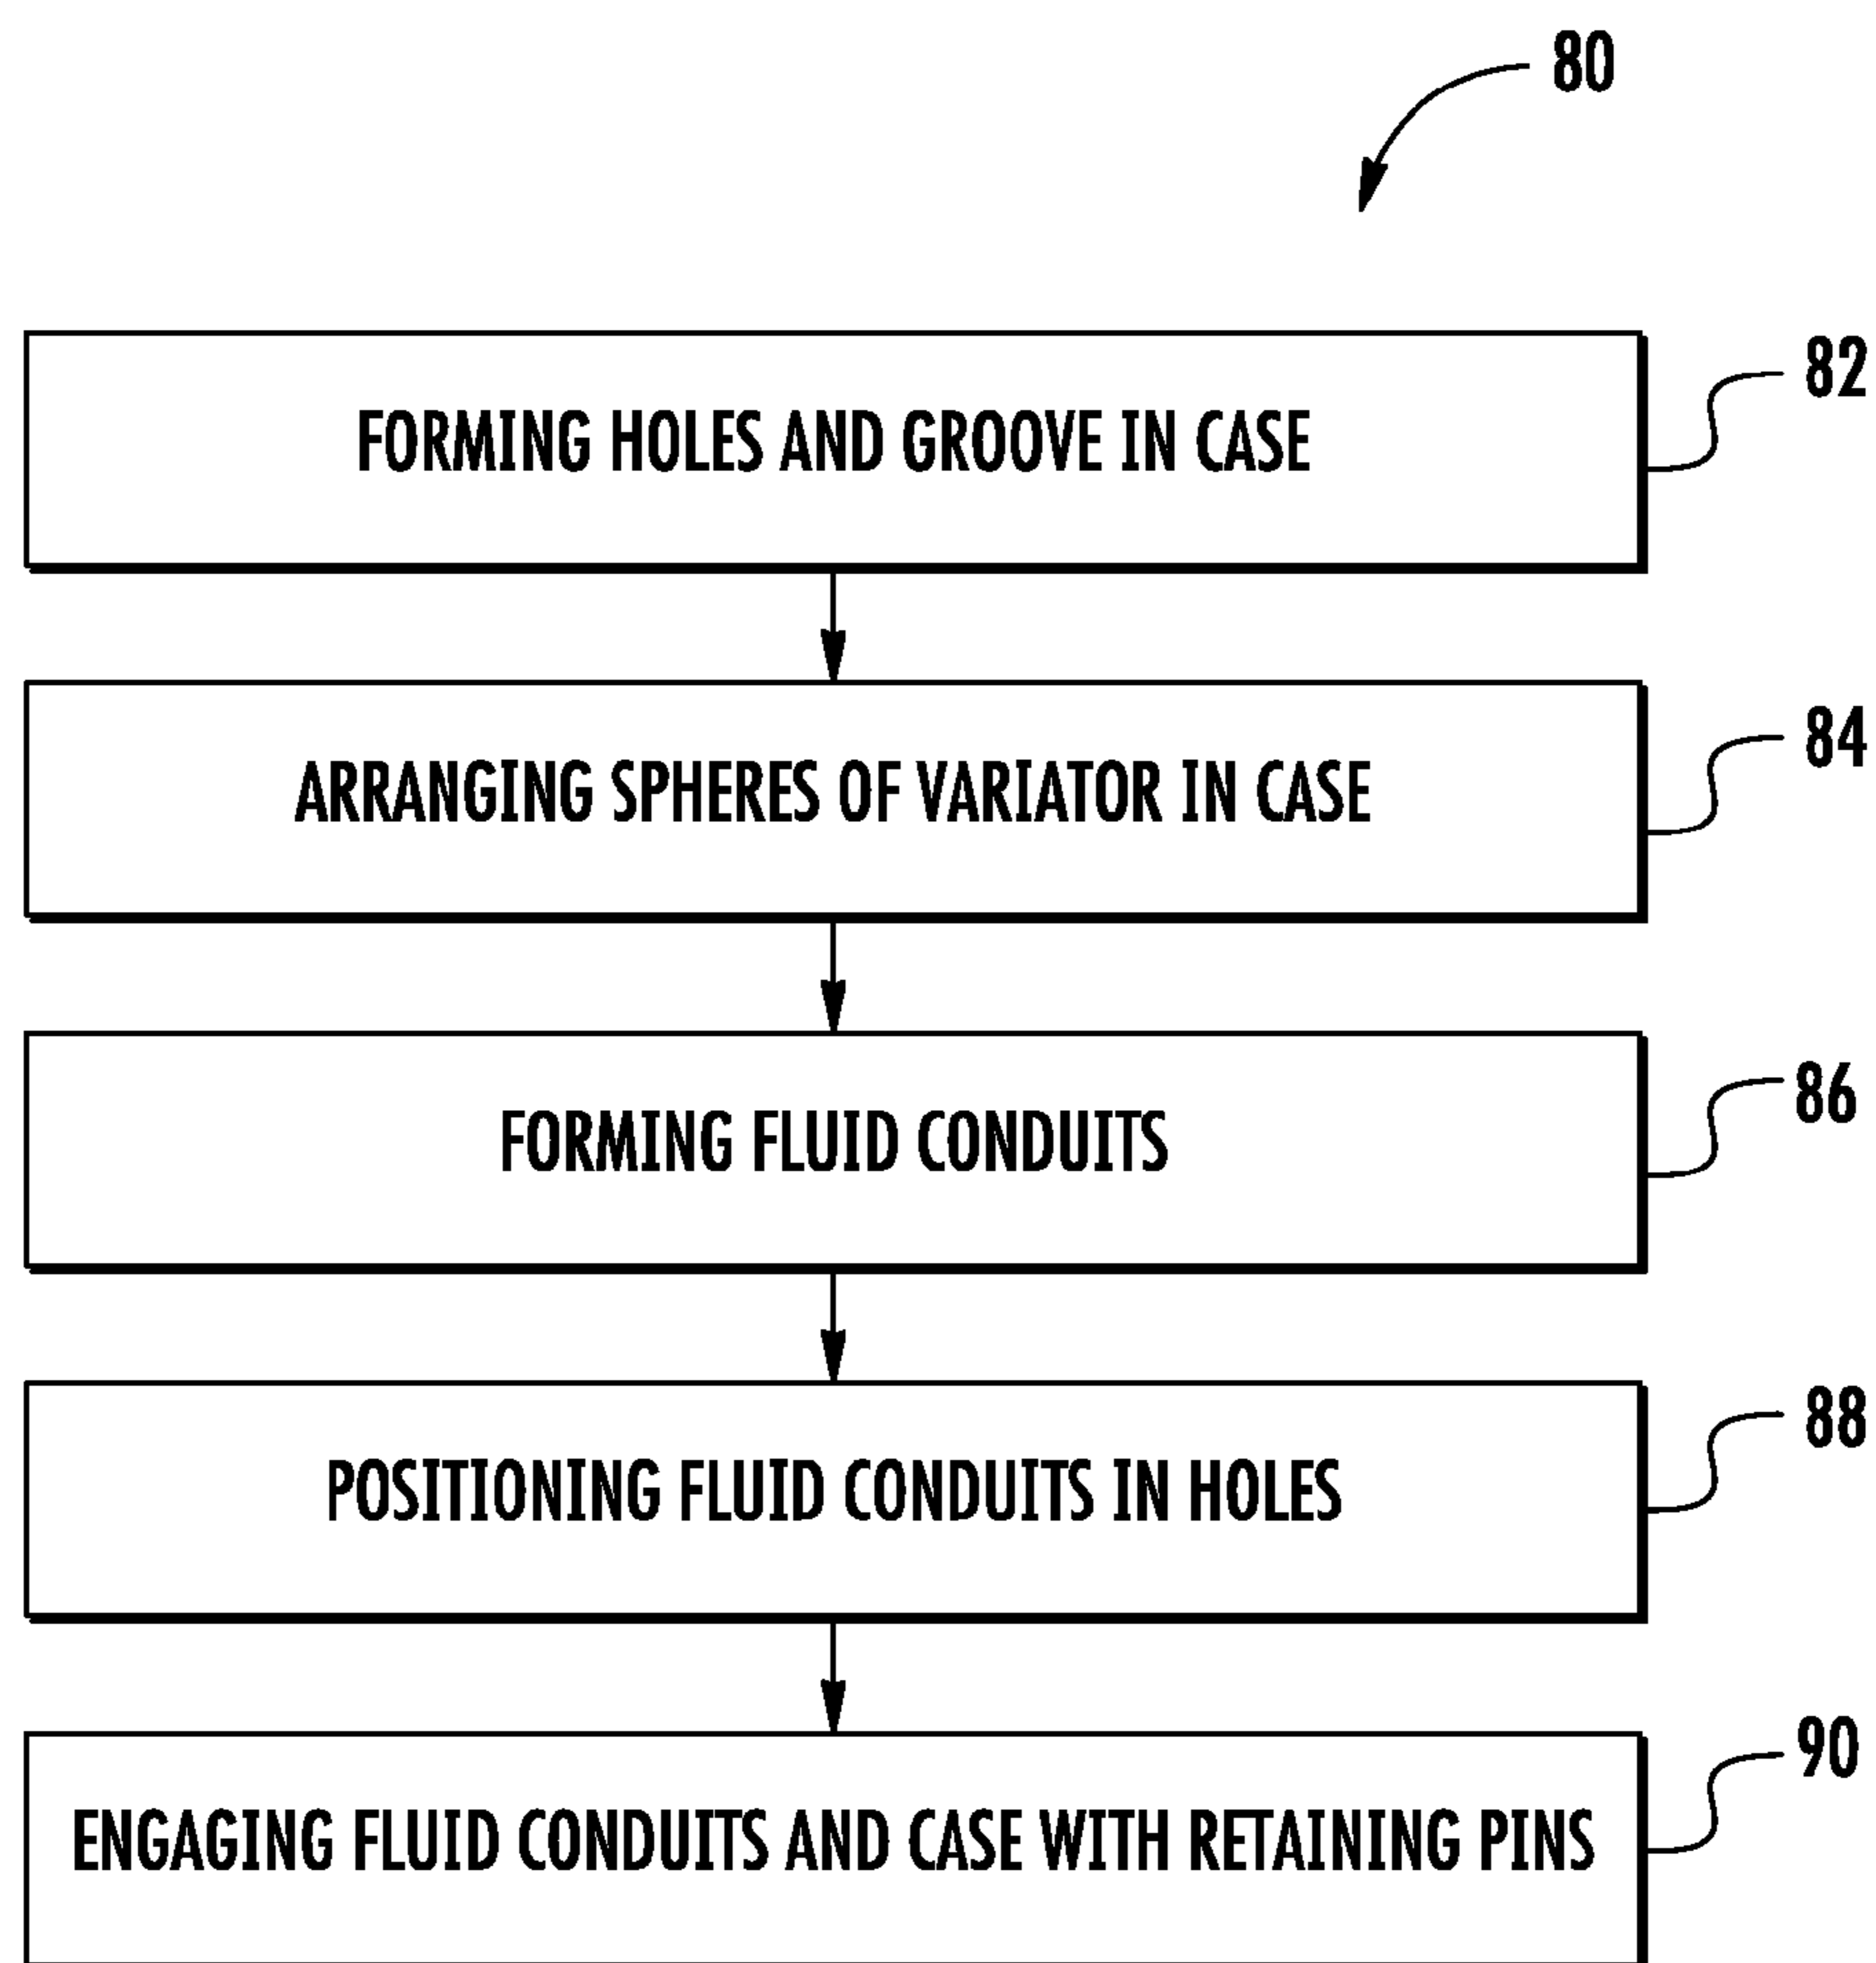 80
FORMING HOLES AND GROOVE IN CASE
82
ARRANGING SPHERES OF VARIATOR IN CASE
84
FORMING FLUID CONDUITS
86
POSITIONING FLUID CONDUITS IN HOLES
88
ENGAGING FLUID CONDUITS AND CASE WITH RETAINING PINS
90